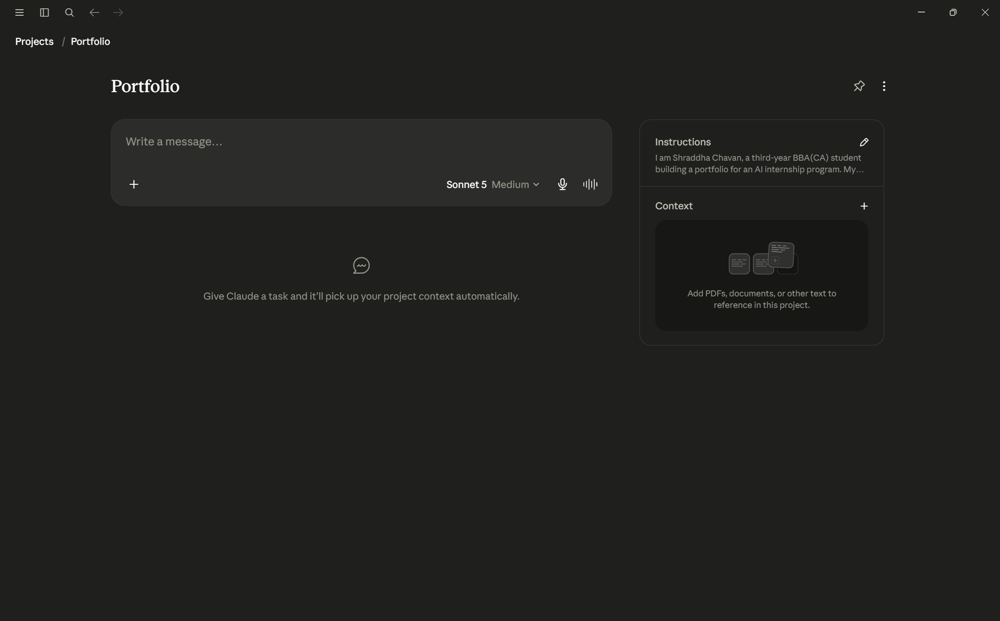 Projects / Portfolio
Portfolio
Write a message...
Sonnet 5 Medium
Instructions
I am Shraddha Chavan, a third-year BBA(CA) student
building a portfolio for an AI internship program. My...
Context
Add PDFs, documents, or other text to
reference in this project.
Give Claude a task and it’ll pick up your project context automatically.